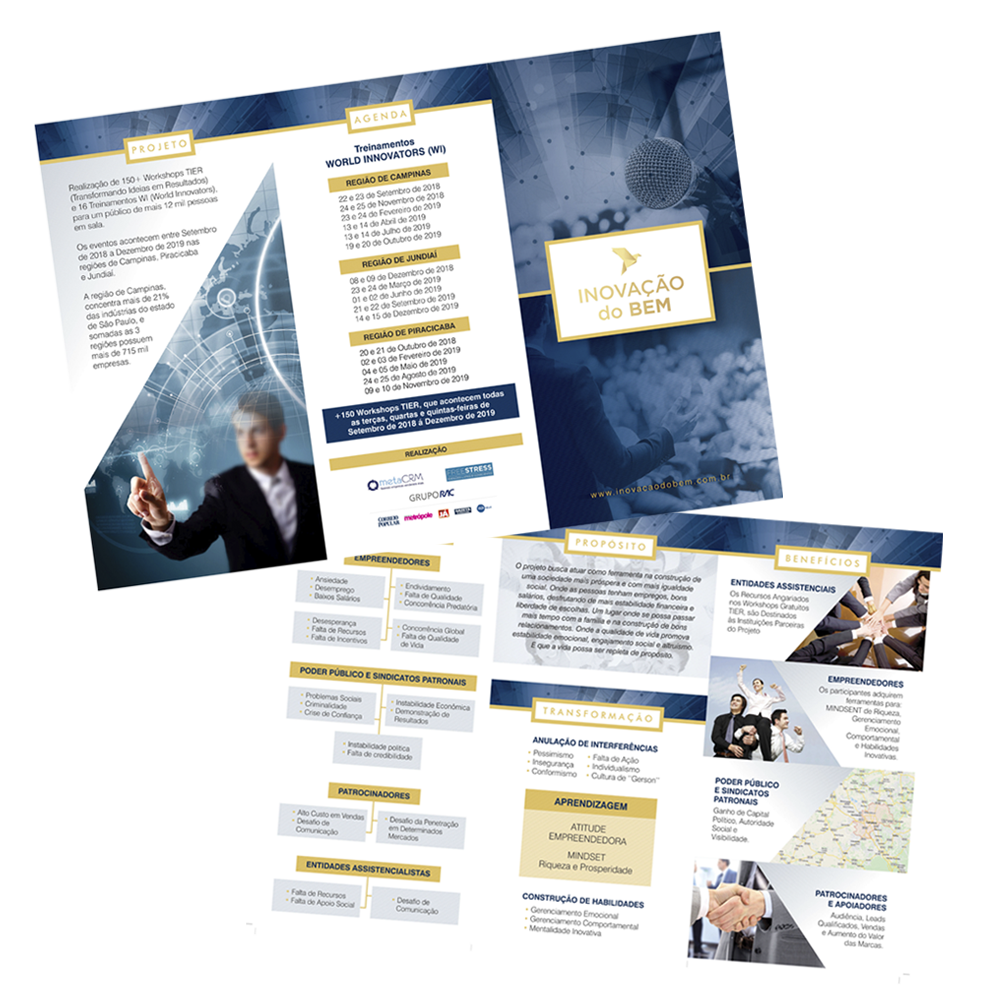 PROJETO
Realização de 150+ Workshops TIER
(Transformando Ideias em Resultados)
e 16 Treinamentos WI (World Innovators),
para um público de mais 12 mil pessoas
em sala.
Os eventos acontecem entre Setembro
de 2018 a Dezembro de 2019 nas
regiões de Campinas, Piracicaba
e Jundiaí.
A região de Campinas,
concentra mais de 21%
das indústrias do estado
de São Paulo, e
somadas as 3
regiões possuem
mais de 715 mil
empresas.
AGENDA
Treinamentos
WORLD INNOVATORS (WI)
REGIÃO DE CAMPINAS
22 e 23 de Setembro de 2018
24 e 25 de Novembro de 2018
23 e 24 de Fevereiro de 2019
13 e 14 de Abril de 2019
13 e 14 de Julho de 2019
19 e 20 de Outubro de 2019
REGIÃO DE JUNDIAÍ
08 e 09 de Dezembro de 2018
23 e 24 de Março de 2019
01 e 02 de Junho de 2019
21 e 22 de Setembro de 2019
14 e 15 de Dezembro de 2019
REGIÃO DE PIRACICABA
20 e 21 de Outubro de 2018
02 e 03 de Fevereiro de 2019
04 e 05 de Maio de 2019
24 e 25 de Agosto de 2019
09 e 10 de Novembro de 2019
+150 Workshops TIER, que acontecem todas
as terças, quartas e quintas-feiras de
Setembro de 2018 á Dezembro de 2019
REALIZAÇÃO
metaCRM
FREESTRESS
GRUPORAC
CORREIO
POPULAR
metrópole
INOVAÇÃO
do BEM
www.inovacaodobem.com.br
EMPREENDEDORES
• Ansiedade
• Desemprego
• Baixos Salários
• Endividamento
• Falta de Qualidade
• Concorrência Predatória
• Desesperança
• Falta de Recursos
• Falta de Incentivos
• Concorrência Global
• Falta de Qualidade
de Vida
PODER PÚBLICO E SINDICATOS PATRONAIS
• Problemas Sociais
• Criminalidade
• Crise de Confiança
• Instabilidade Econômica
• Demonstração de
Resultados
• Instabilidade política
• Falta de credibilidade
PATROCINADORES
• Alto Custo em Vendas
• Desafio de
Comunicação
• Desafio da Penetração
em Determinados
Mercados
ENTIDADES ASSISTENCIALISTAS
• Falta de Recursos
• Falta de Apoio Social
• Desafio de
Comunicação
PROPÓSITO
O projeto busca atuar como ferramenta na construção de
uma sociedade mais próspera e com mais igualdade
social. Onde as pessoas tenham empregos, bons
salários, desfrutando de mais estabilidade financeira e
liberdade de escolhas. Um lugar onde se possa passar
mais tempo com a família e na construção de bons
relacionamentos. Onde a qualidade de vida promova
estabilidade emocional, engajamento social e altruísmo.
E que a vida possa ser repleta de propósito.
TRANSFORMAÇÃO
ANULAÇÃO DE INTERFERÊNCIAS
• Pessimismo
• Insegurança
• Conformismo
• Falta de Ação
• Individualismo
• Cultura de "Gerson"
APRENDIZAGEM
ATITUDE
EMPREENDEDORA
MINDSET
Riqueza e Prosperidade
CONSTRUÇÃO DE HABILIDADES
• Gerenciamento Emocional
• Gerenciamento Comportamental
• Mentalidade Inovativa
BENEFÍCIOS
ENTIDADES ASSISTENCIAIS
Os Recursos Anganados
nos Workshops Gratuitos
TIER, são Destinados
às Instituições Parceiras
do Projeto
EMPREENDEDORES
Os participantes adquirem
ferramentas para:
MINDSENT de Riqueza,
Gerenciamento
Emocional,
Comportamental
e Habilidades
Inovativas.
PODER PÚBLICO
E SINDICATOS
PATRONAIS
Ganho de Capital
Político, Autoridade
Social e
Visibilidade.
PATROCINADORES
E APOIADORES
Audiência, Leads
Qualificados, Vendas
e Aumento do Valor
das Marcas.